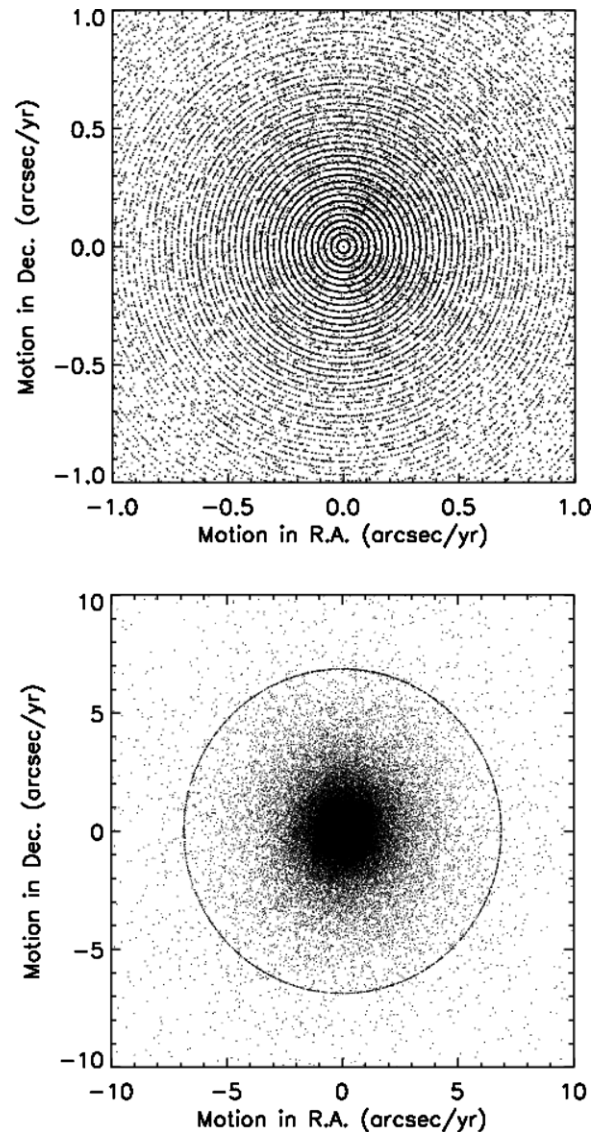 1.0
0.5
0.0
-0.5
-1.0
Motion in Dec. (arcsec/yr)
-1.0 -0.5 0.0 0.5 1.0
Motion in R.A. (arcsec/yr)
10
5
0
-5
-10
Motion in Dec. (arcsec/yr)
-10 -5 0 5 10
Motion in R.A. (arcsec/yr)